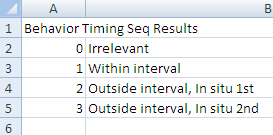 A B
1 Behavior Timing Seq Results
2 0 Irrelevant
3 1 Within interval
4 2 Outside interval, In situ 1st
5 3 Outside interval, In situ 2nd
6